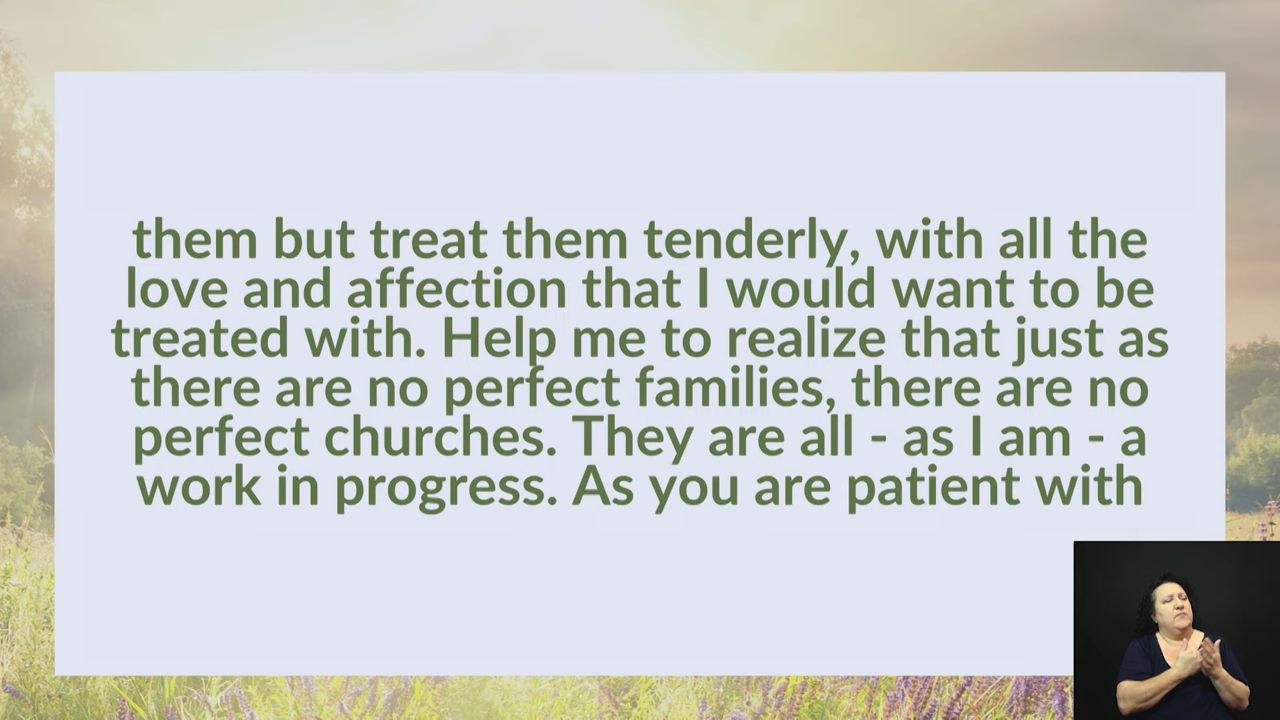 them but treat them tenderly, with all the
love and affection that I would want to be
treated with. Help me to realize that just as
there are no perfect families, there are no
perfect churches. They are all - as I am - a
work in progress. As you are patient with